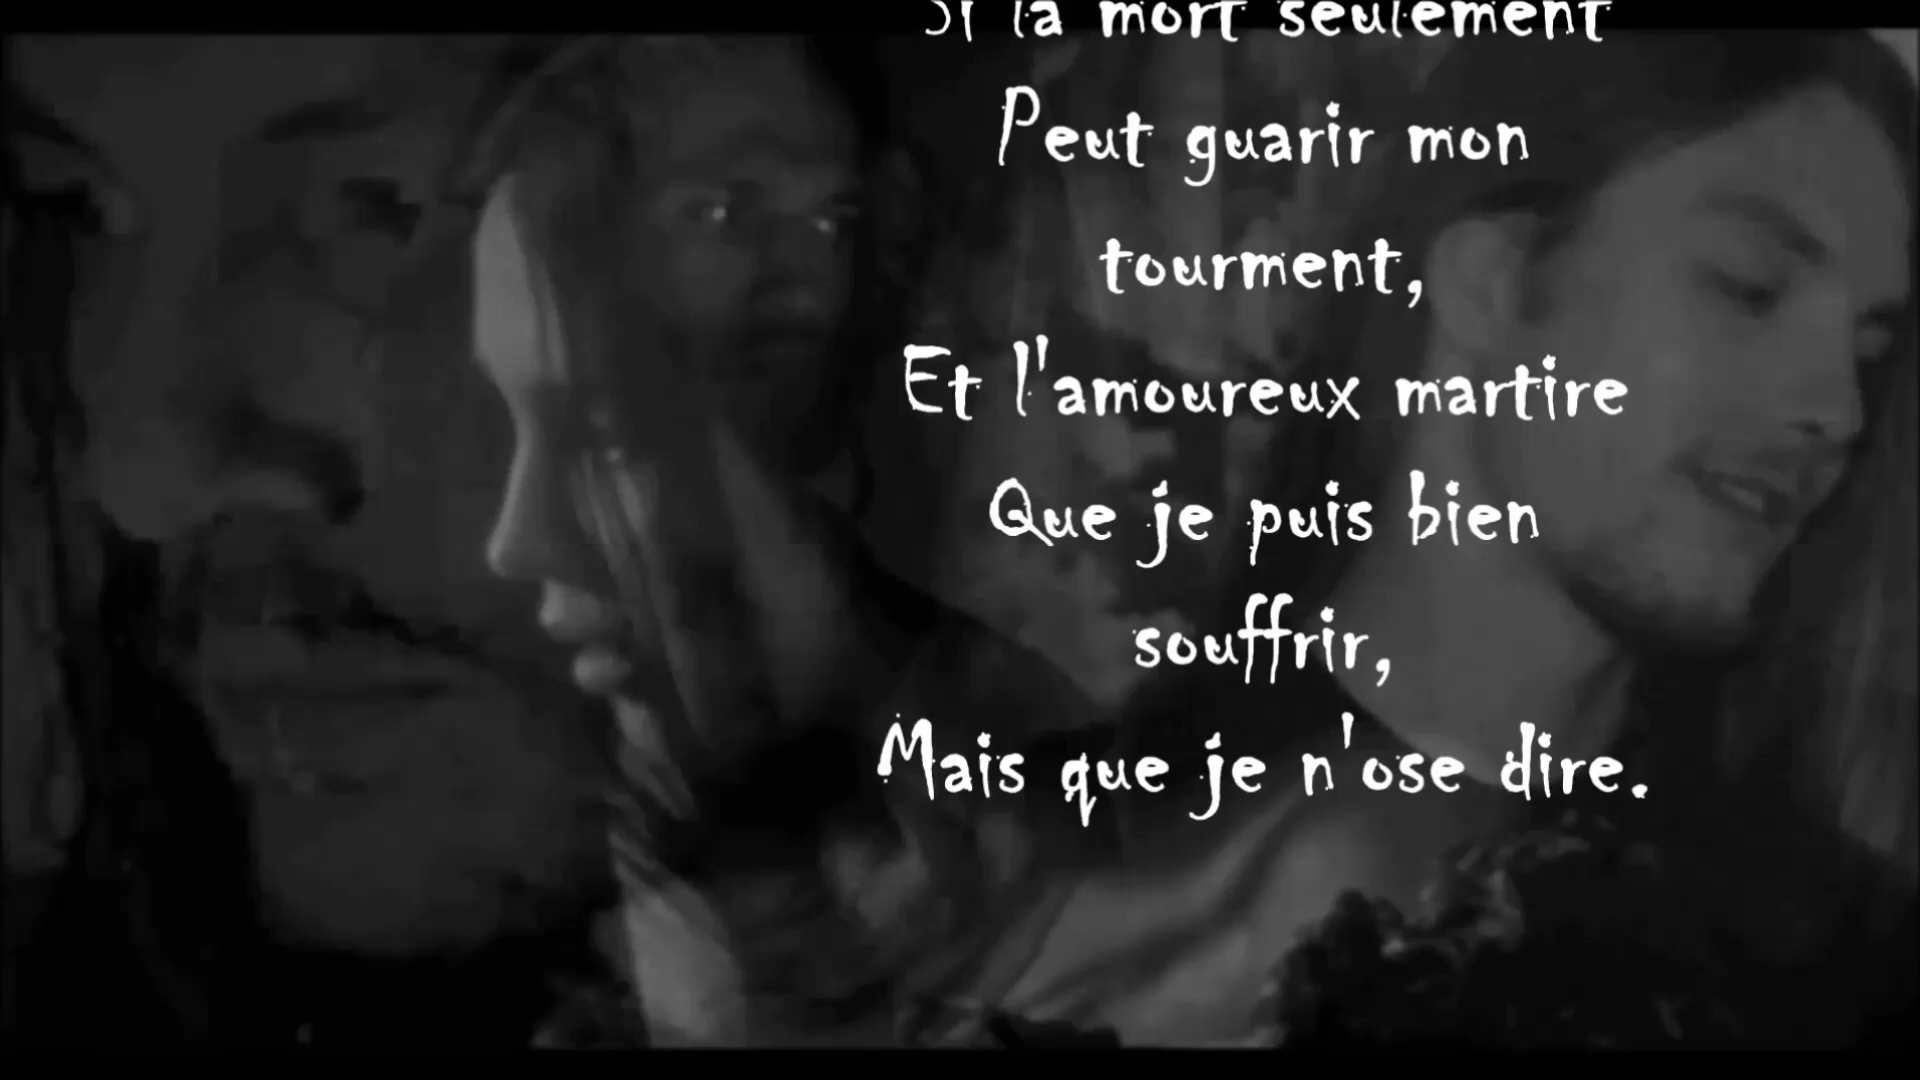 Si la mort seulement
Peut guarir mon
tourment,
Et l'amoureux martire
Que je puis bien
souffrir,
Mais que je n'ose dire.